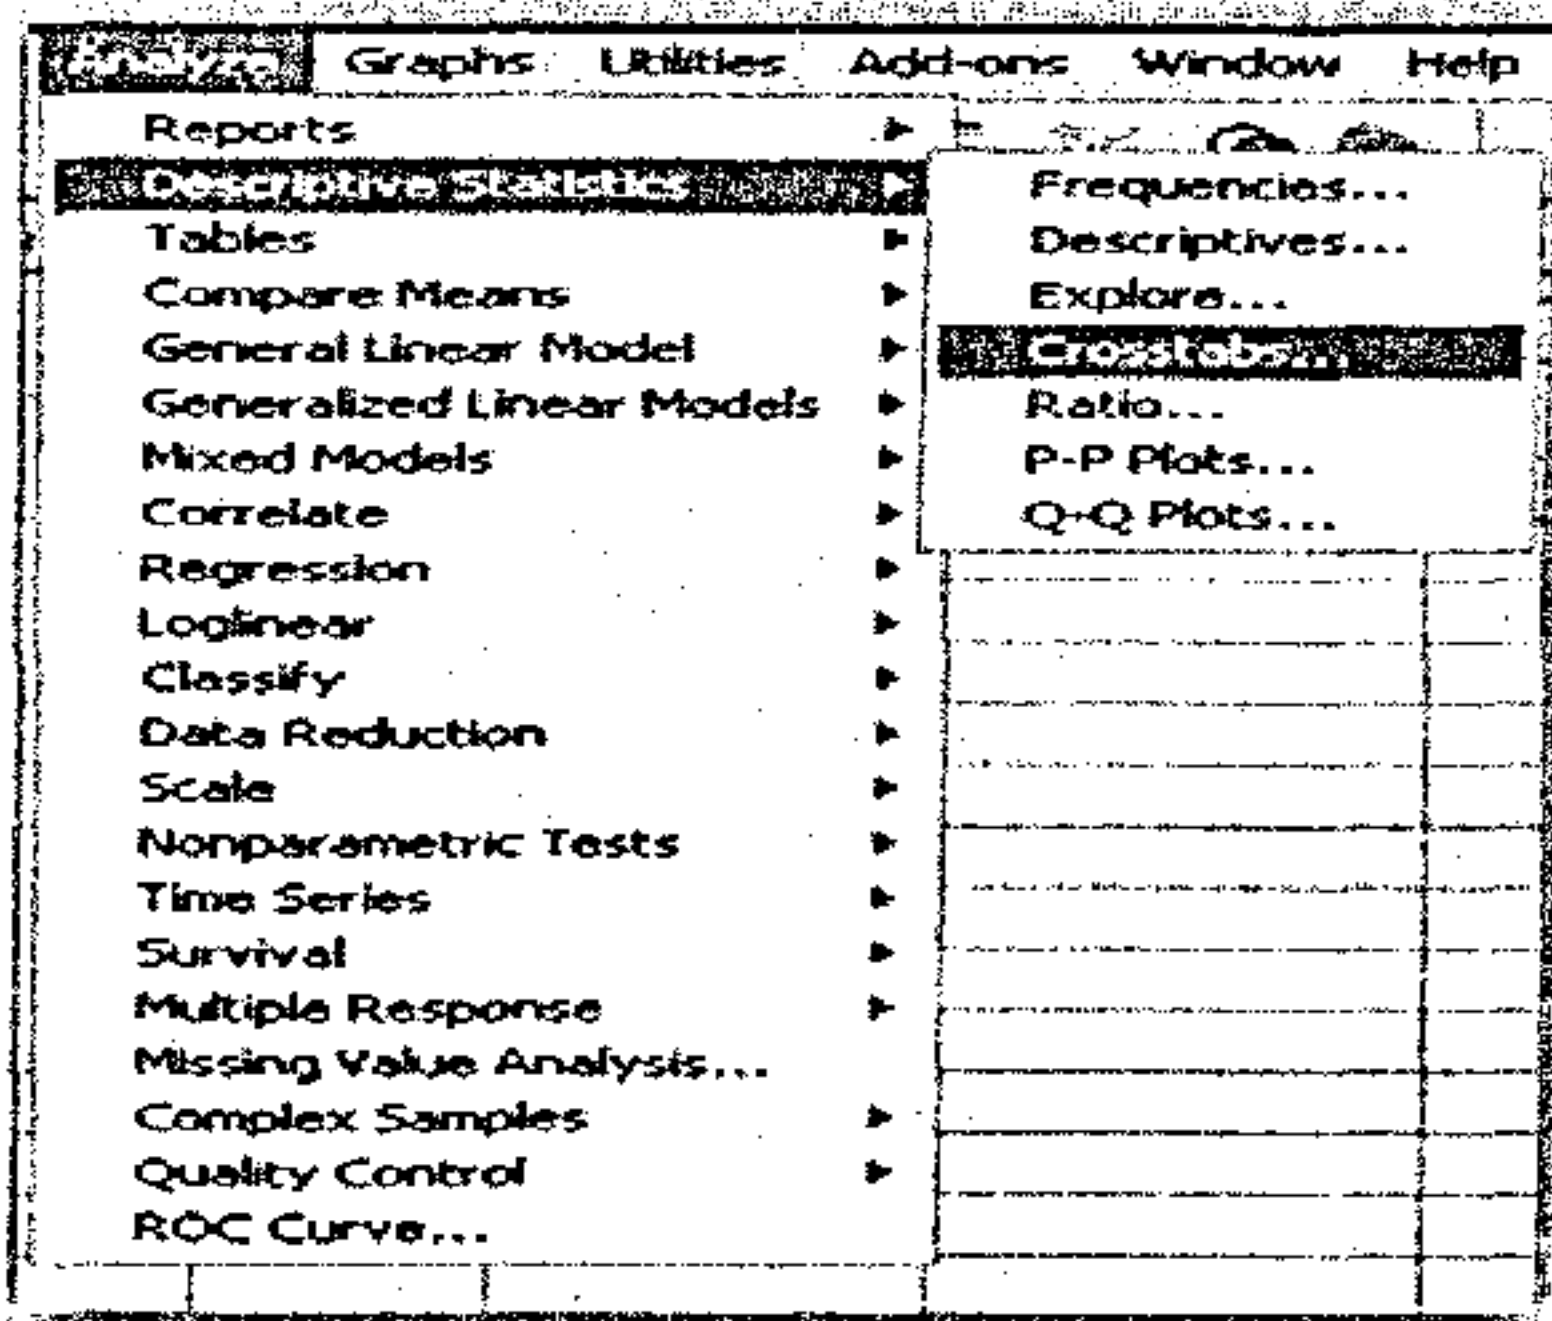 Analyze Graphs Utilities Add-ons Window Help
Reports
Descriptive Statistics
Tables
Compare Means
General Linear Model
Generalized Linear Models
Mixed Models
Correlate
Regression
Loglinear
Classify
Data Reduction
Scale
Nonparametric Tests
Time Series
Survival
Multiple Response
Missing Value Analysis...
Complex Samples
Quality Control
ROC Curve...
Frequencies...
Descriptives...
Explore...
Crosstabs...
Ratio...
P-P Plots...
Q-Q Plots...